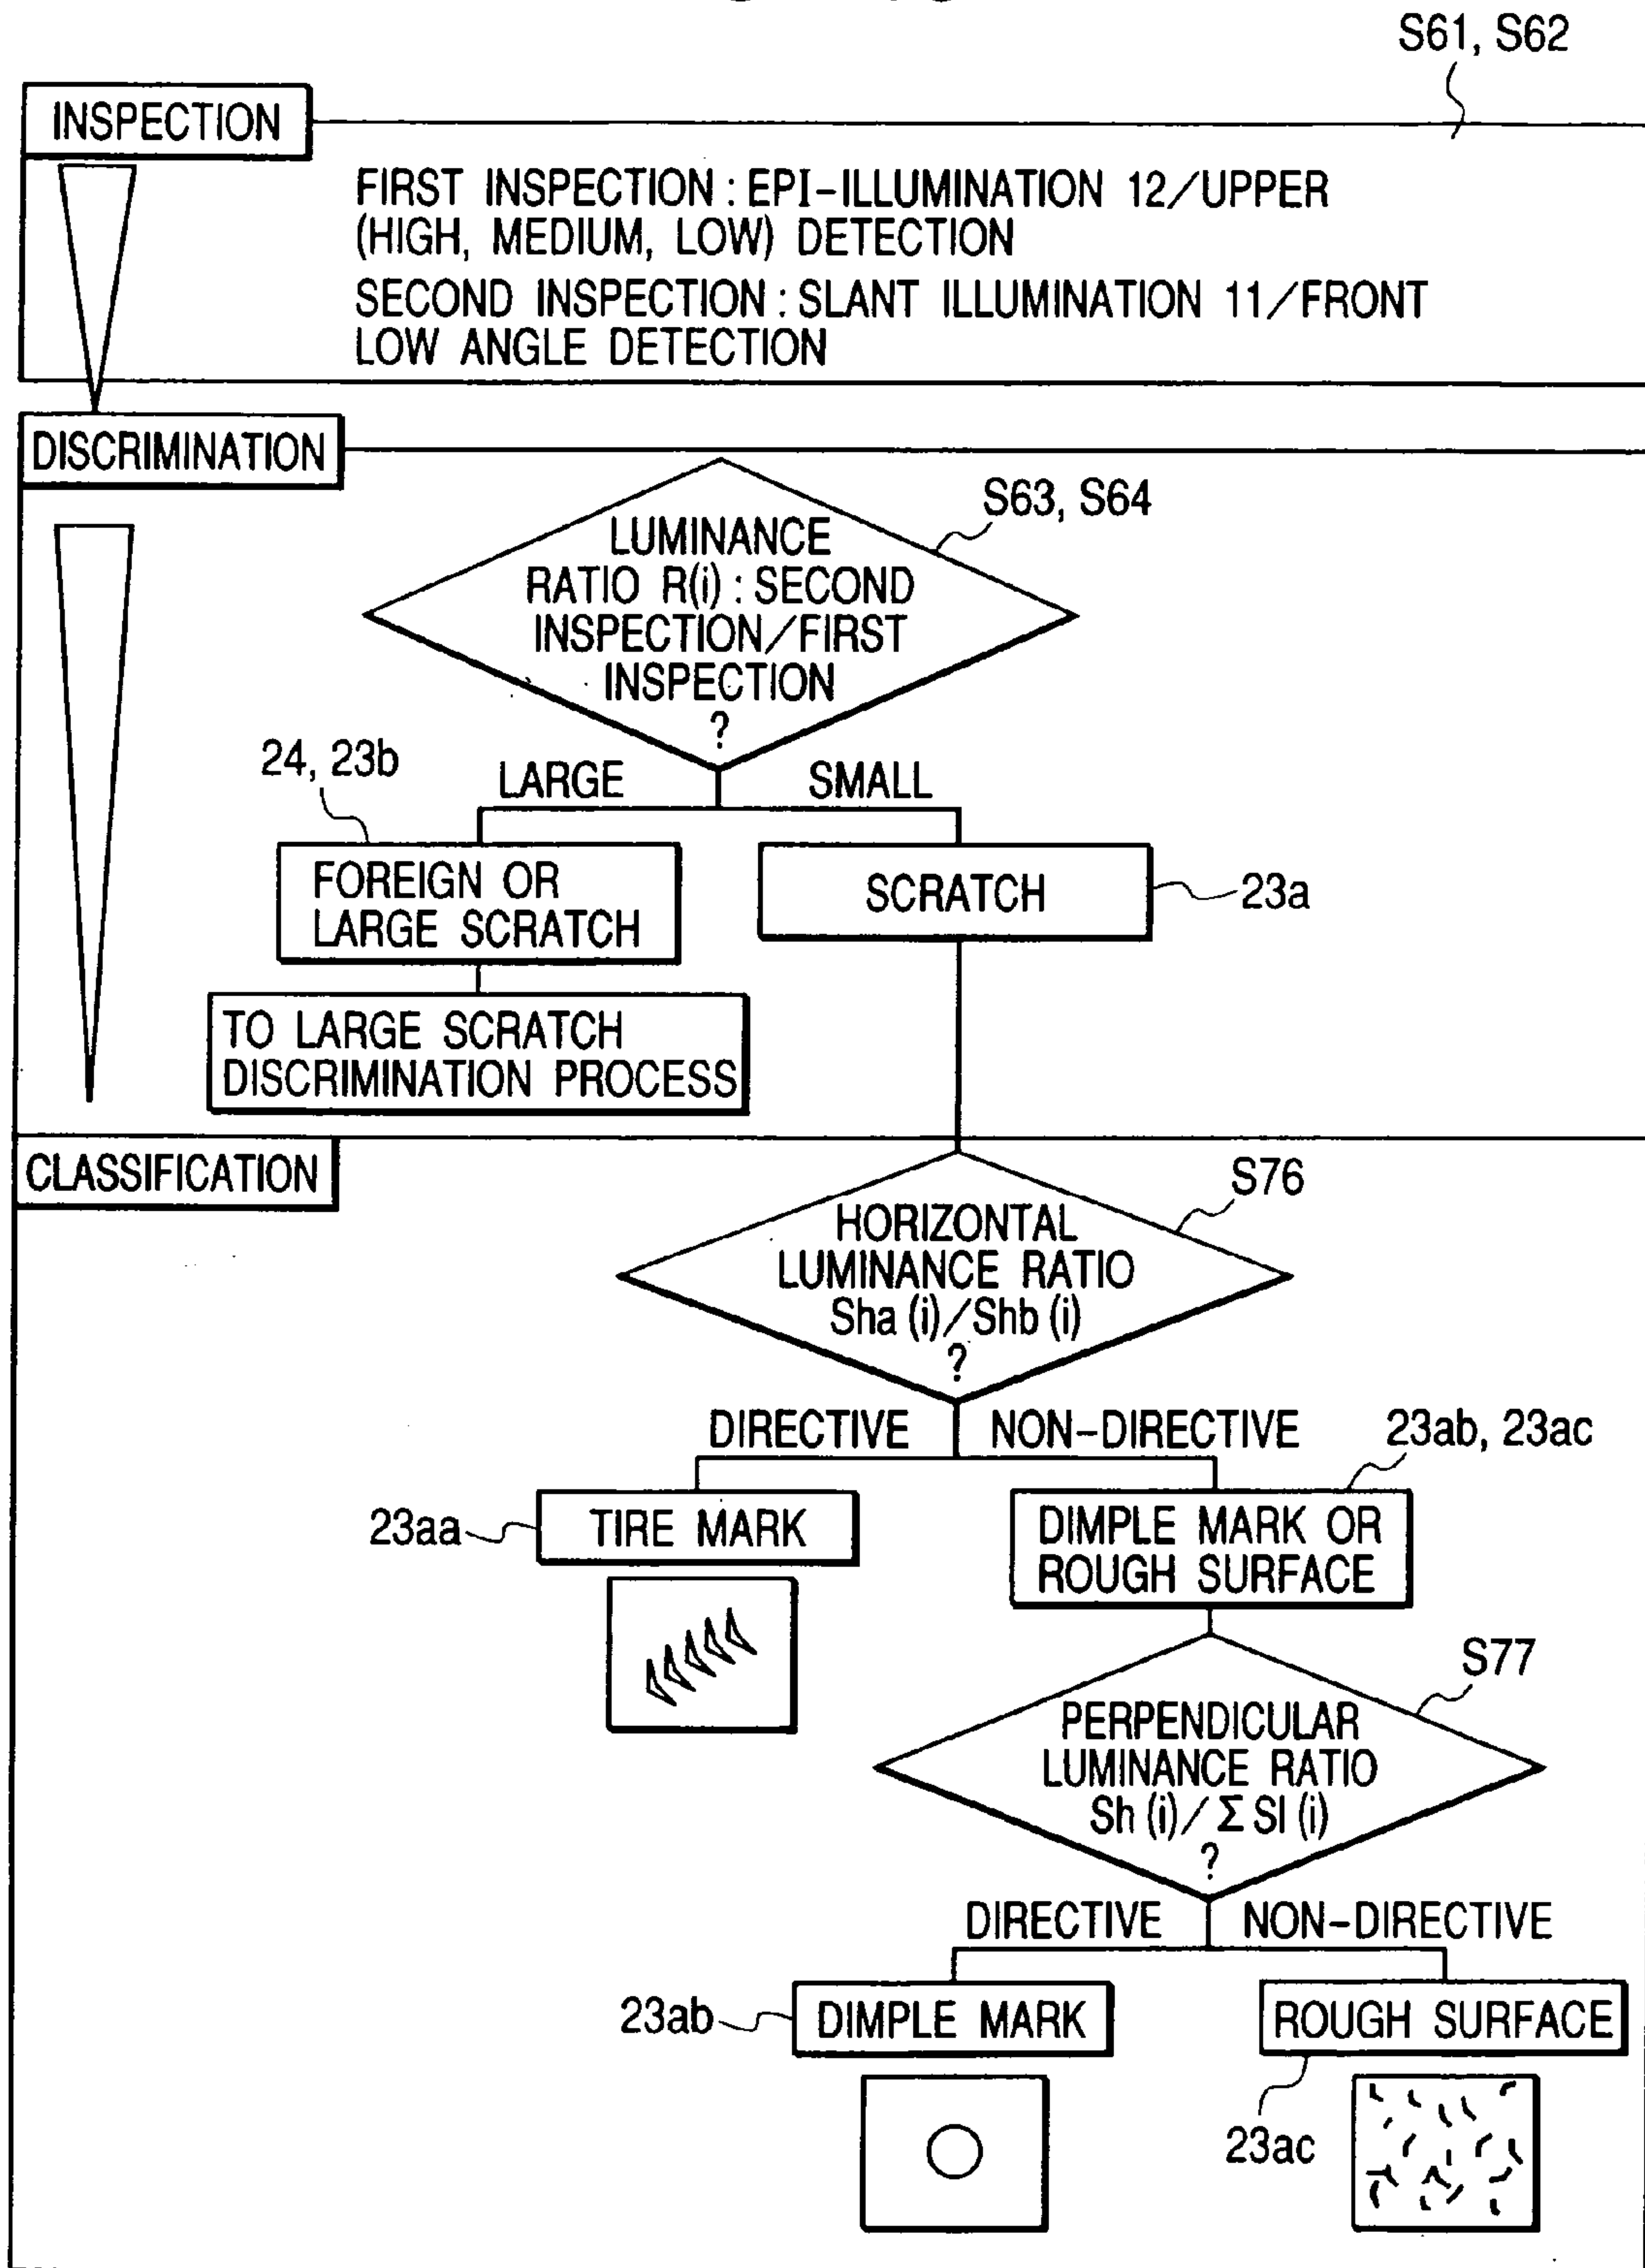 S61, S62
INSPECTION
FIRST INSPECTION : EPI-ILLUMINATION 12/UPPER
(HIGH, MEDIUM, LOW) DETECTION
SECOND INSPECTION : SLANT ILLUMINATION 11/FRONT
LOW ANGLE DETECTION
DISCRIMINATION
S63, S64
LUMINANCE
RATIO R(i) : SECOND
INSPECTION/FIRST
INSPECTION
?
24, 23b
LARGE
SMALL
FOREIGN OR
LARGE SCRATCH
SCRATCH
23a
TO LARGE SCRATCH
DISCRIMINATION PROCESS
CLASSIFICATION
S76
HORIZONTAL
LUMINANCE RATIO
Sha (i)/Shb (i)
?
DIRECTIVE
NON-DIRECTIVE
23ab, 23ac
23aa
TIRE MARK
DIMPLE MARK OR
ROUGH SURFACE
S77
PERPENDICULAR
LUMINANCE RATIO
Sh (i)/Σ Sl (i)
?
DIRECTIVE
NON-DIRECTIVE
23ab
DIMPLE MARK
ROUGH SURFACE
23ac